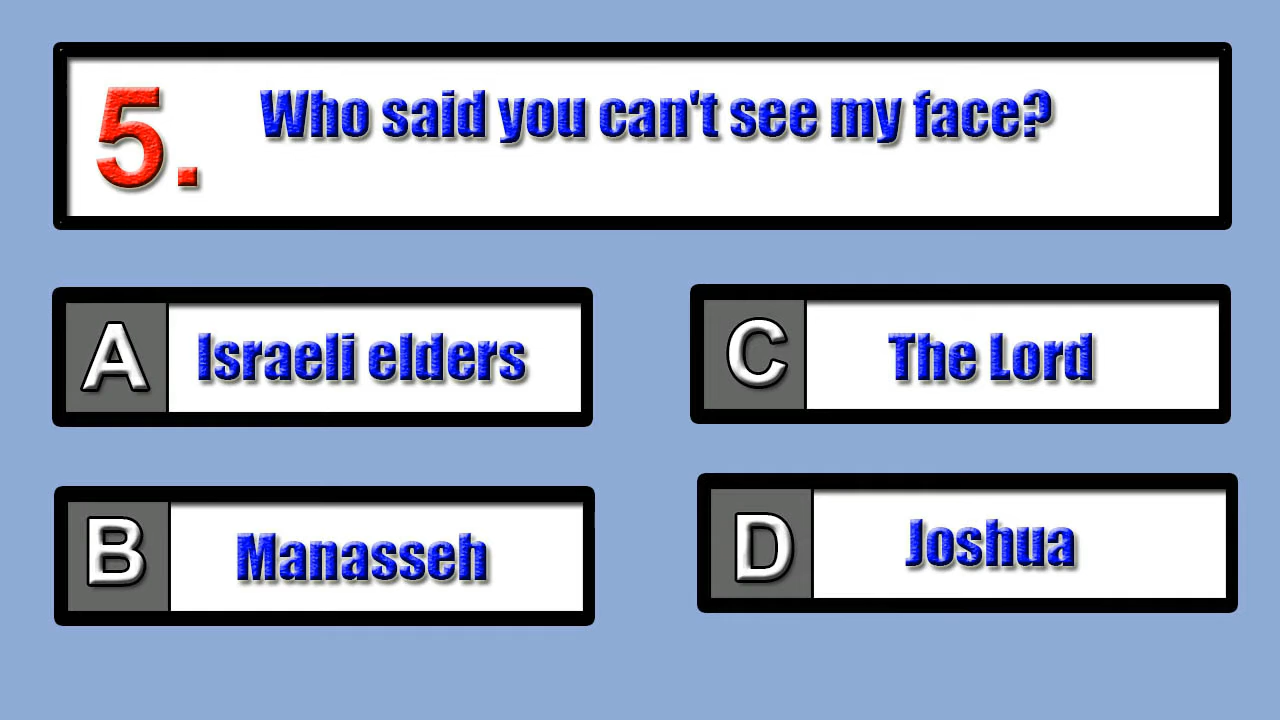 5. Who said you can't see my face?
A Israeli elders
C The Lord
B Manasseh
D Joshua